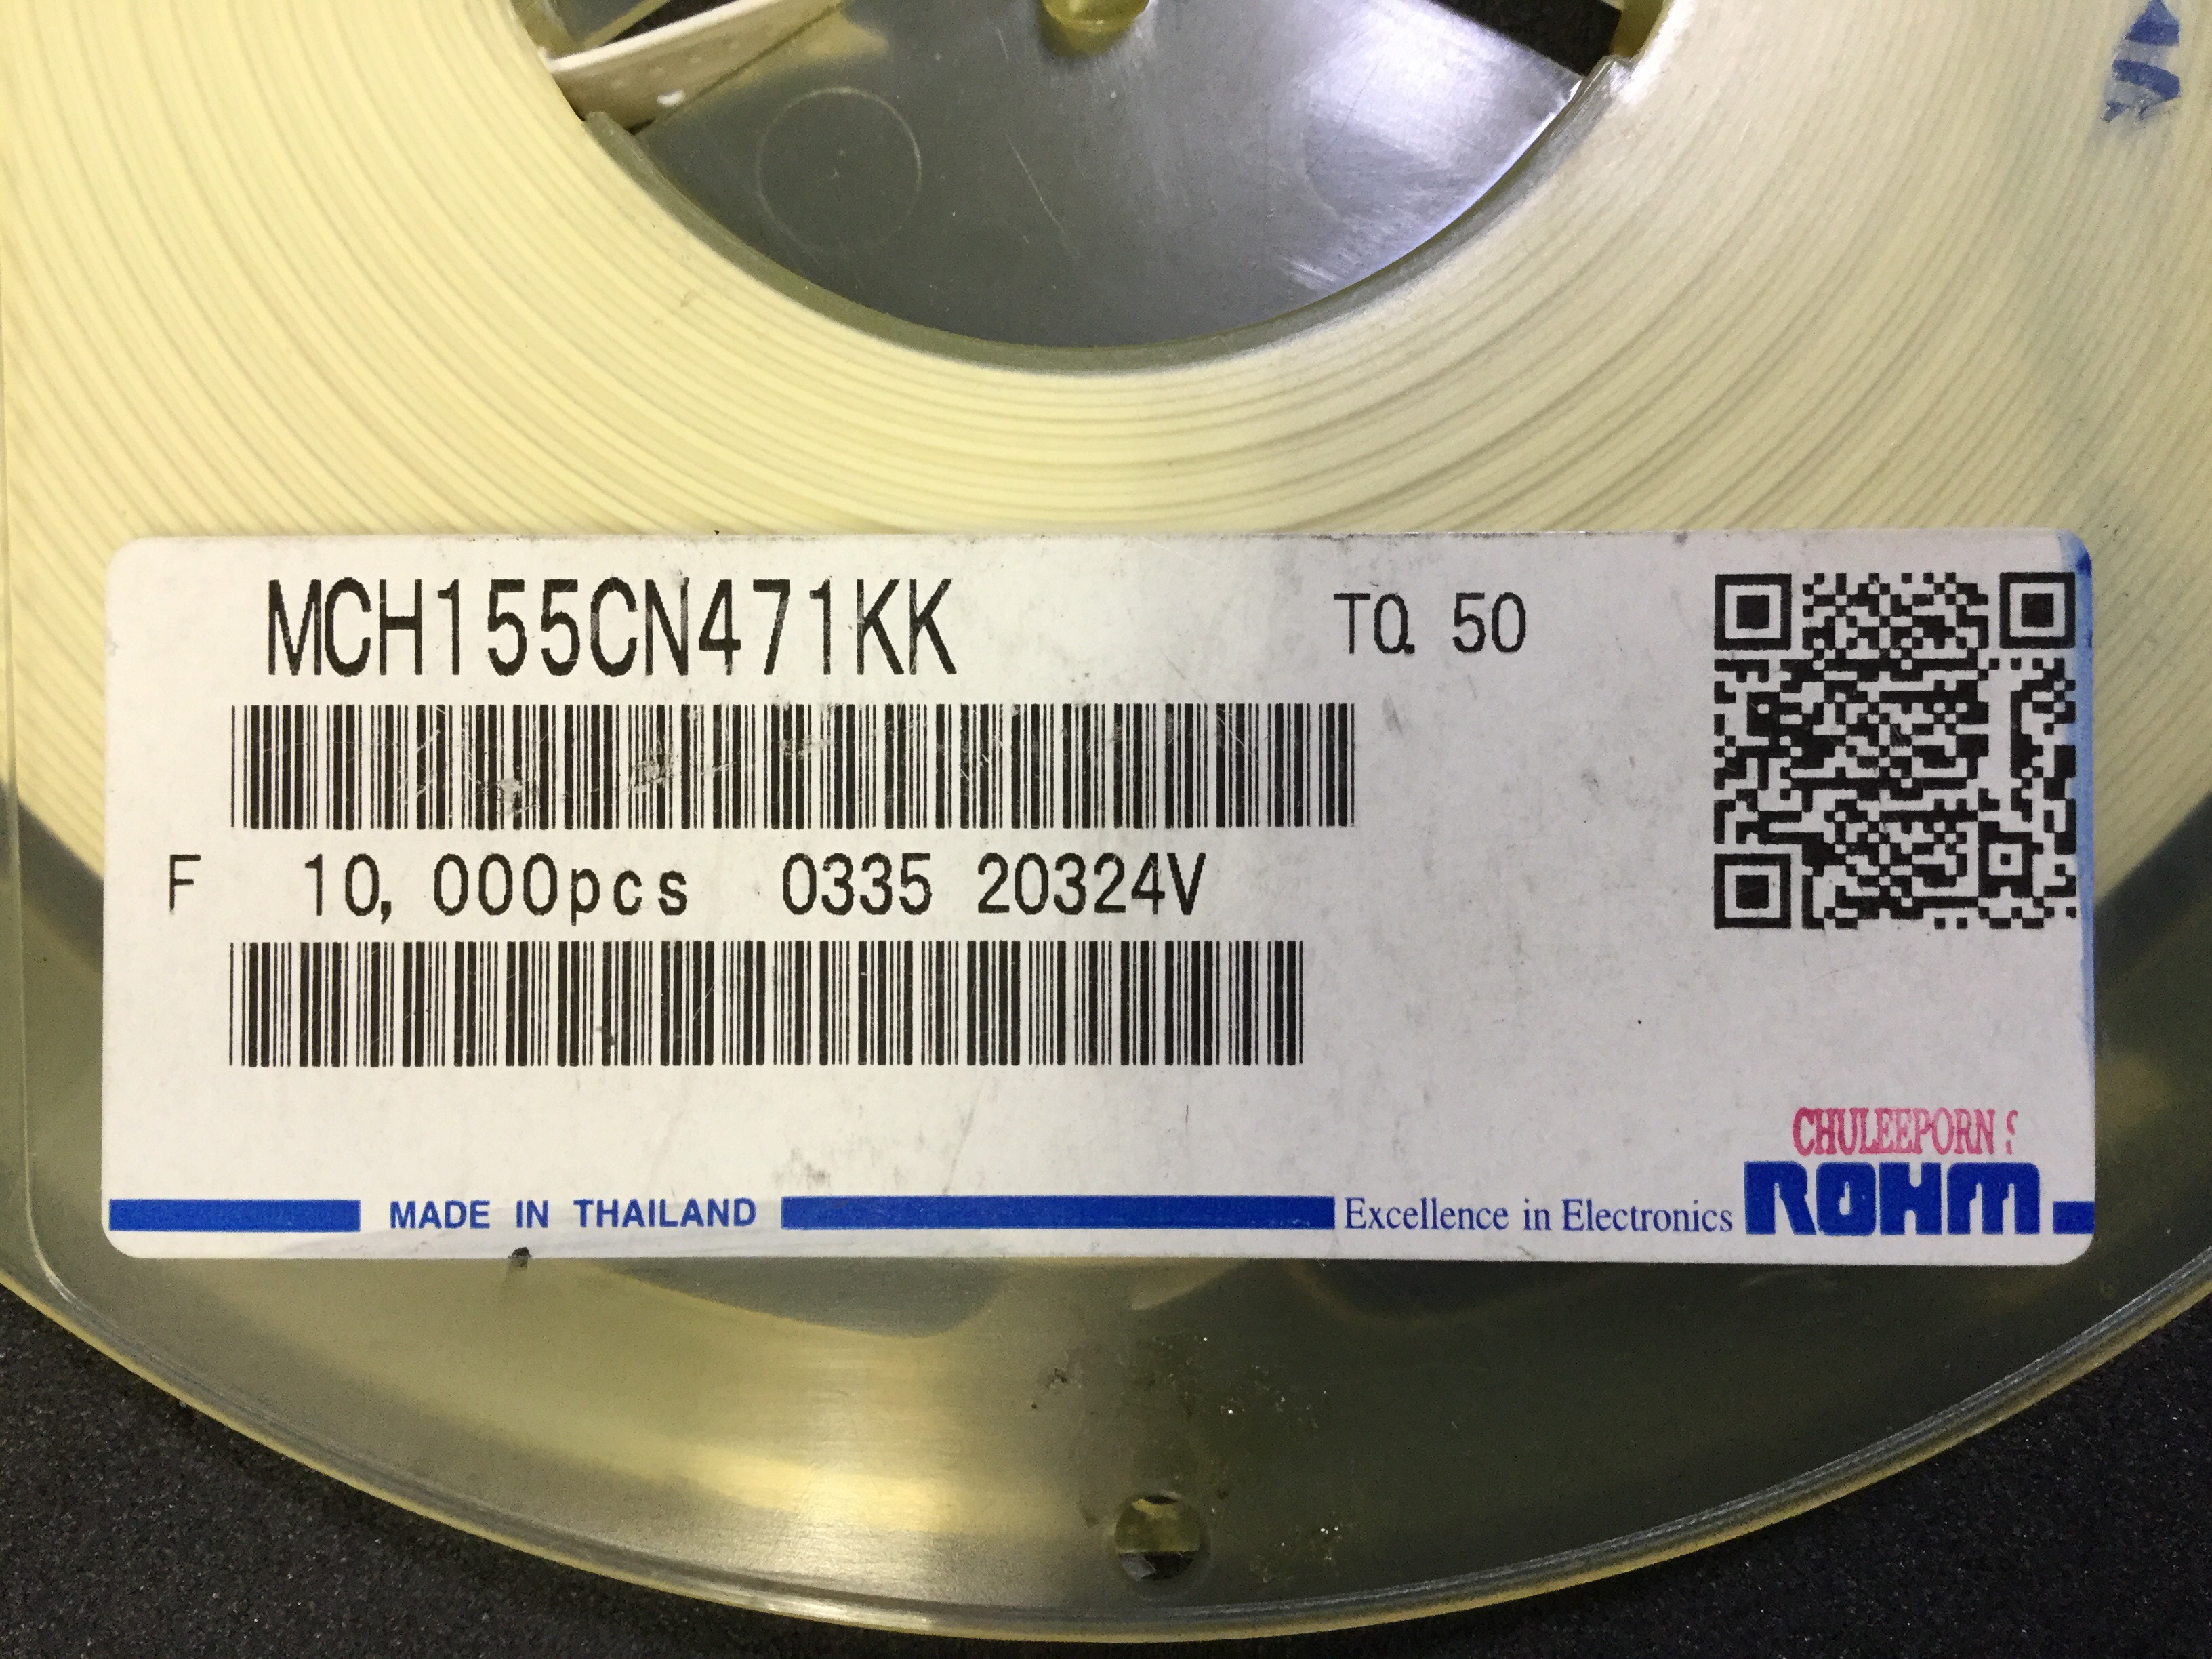 MCH155CN471KK TQ 50
F 10,000pcs 0335 20324V
CHULEEPORN
MADE IN THAILAND Excellence in Electronics ROHM